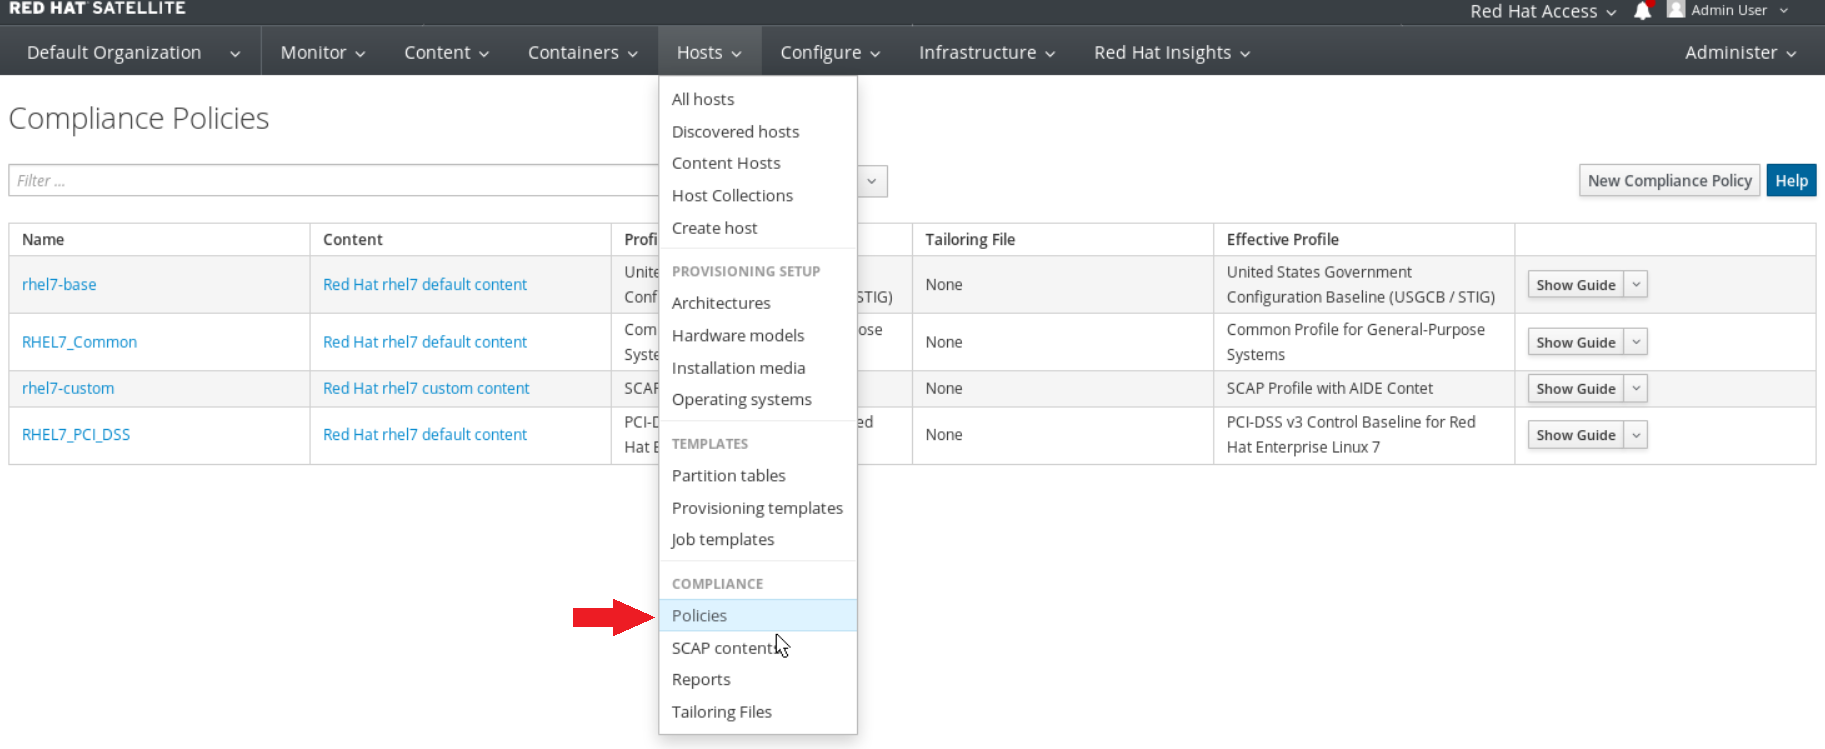 RED HAT SATELLITE
Red Hat Access
Admin User
Default Organization
Monitor
Content
Containers
Hosts
Configure
Infrastructure
Red Hat Insights
Administer
Compliance Policies
Filter ...
New Compliance Policy
Help
All hosts
Discovered hosts
Content Hosts
Host Collections
Create host
PROVISIONING SETUP
Architectures
Hardware models
Installation media
Operating systems
TEMPLATES
Partition tables
Provisioning templates
Job templates
COMPLIANCE
Policies
SCAP contents
Reports
Tailoring Files
Name
Content
Profi
Tailoring File
Effective Profile
rhel7-base
Red Hat rhel7 default content
Unite
Conf
STIG)
None
United States Government
Configuration Baseline (USGCB / STIG)
Show Guide
RHEL7_Common
Red Hat rhel7 default content
Com
ose
Syste
None
Common Profile for General-Purpose
Systems
Show Guide
rhel7-custom
Red Hat rhel7 custom content
SCAP
None
SCAP Profile with AIDE Contet
Show Guide
RHEL7_PCI_DSS
Red Hat rhel7 default content
PCI-D
ed
Hat E
None
PCI-DSS v3 Control Baseline for Red
Hat Enterprise Linux 7
Show Guide